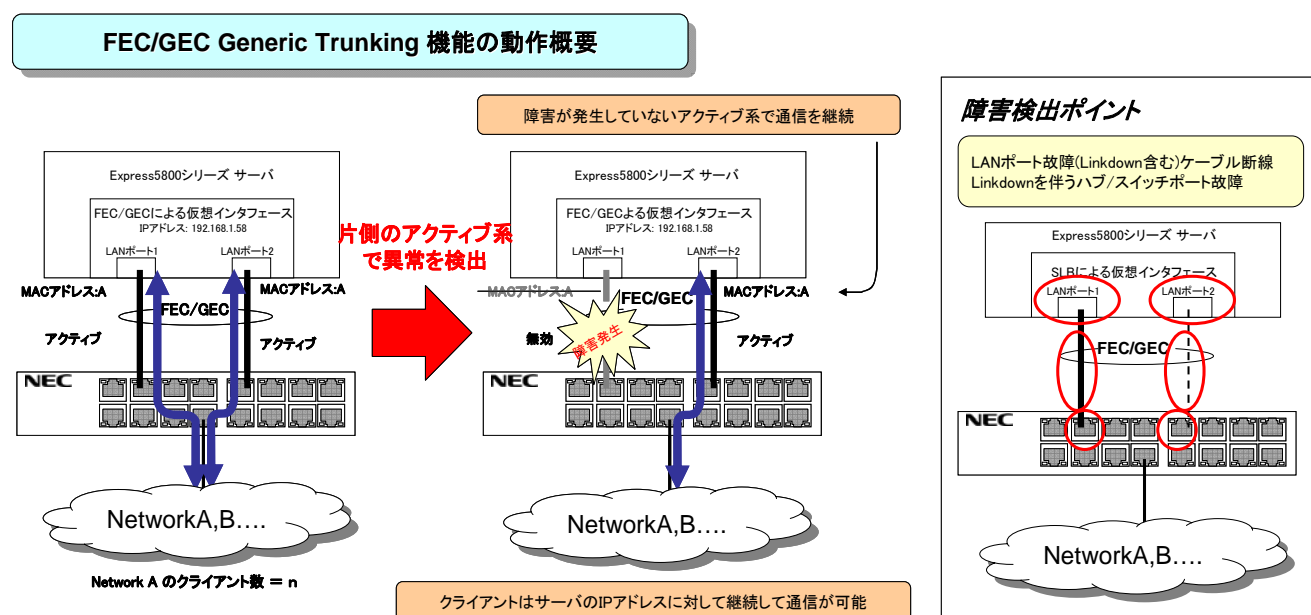 FEC/GEC Generic Trunking 機能の動作概要
障害が発生していないアクティブ系で通信を継続
Express5800シリーズ サーバ
FEC/GECによる仮想インタフェース
IPアドレス: 192.168.1.58
LANポート1
LANポート2
MACアドレス:A
MACアドレス:A
FEC/GEC
アクティブ
アクティブ
NEC
NetworkA,B....
Network A のクライアント数 = n
片側のアクティブ系
で異常を検出
Express5800シリーズ サーバ
FEC/GECよる仮想インタフェース
IPアドレス: 192.168.1.58
LANポート1
LANポート2
MACアドレス:A
MACアドレス:A
FEC/GEC
無効
障害発生
アクティブ
NEC
NetworkA,B....
クライアントはサーバのIPアドレスに対して継続して通信が可能
障害検出ポイント
LANポート故障(Linkdown含む)ケーブル断線
Linkdownを伴うハブ/スイッチポート故障
Express5800シリーズ サーバ
SLBによる仮想インタフェース
LANポート1
LANポート2
FEC/GEC
NEC
NetworkA,B....